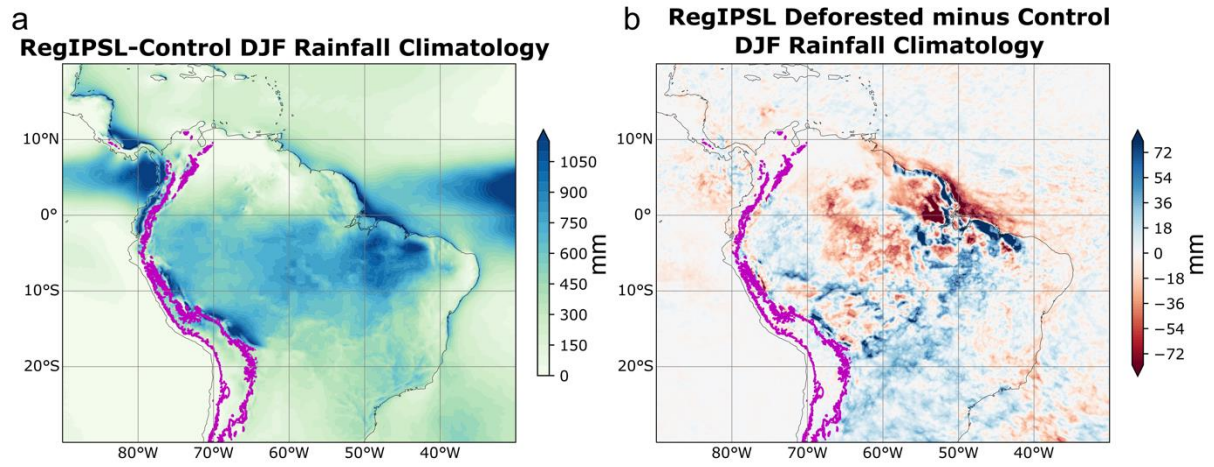 a
RegIPSL-Control DJF Rainfall Climatology
10°N
0°
10°S
20°S
80°W
70°W
60°W
50°W
40°W
1050
900
750
600
450
300
150
0
mm
b
RegIPSL Deforested minus Control
DJF Rainfall Climatology
10°N
0°
10°S
20°S
80°W
70°W
60°W
50°W
40°W
72
54
36
18
0
−18
−36
−54
−72
mm